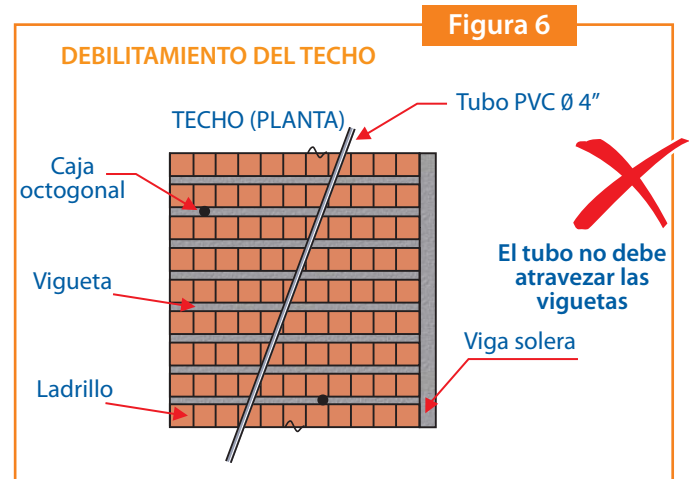 Figura 6
DEBILITAMIENTO DEL TECHO
Tubo PVC Ø 4”
TECHO (PLANTA)
Caja
octogonal
El tubo no debe
atravezar las
viguetas
Vigueta
Viga solera
Ladrillo